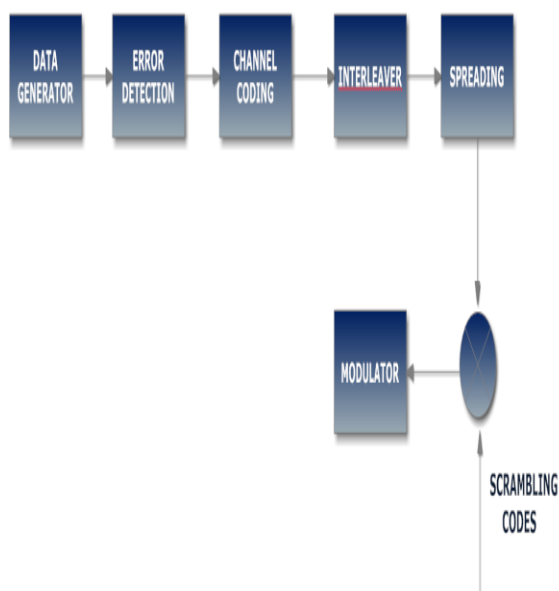 DATA
GENERATOR
ERROR
DETECTION
CHANNEL
CODING
INTERLEAVER
SPREADING
MODULATOR
SCRAMBLING
CODES